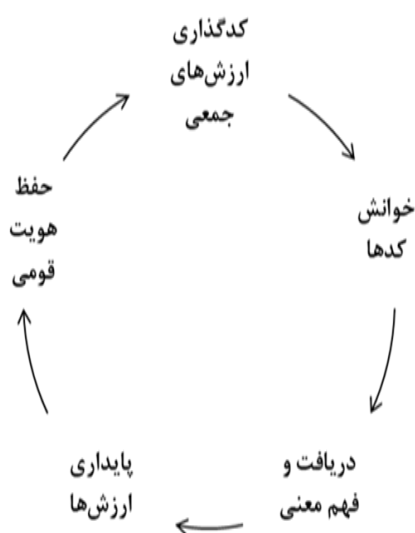 کدگذاری
ارزش‌های
جمعی
خوانش
کدها
دریافت و
فهم معنی
پایداری
ارزش‌ها
حفظ
هویت
قومی